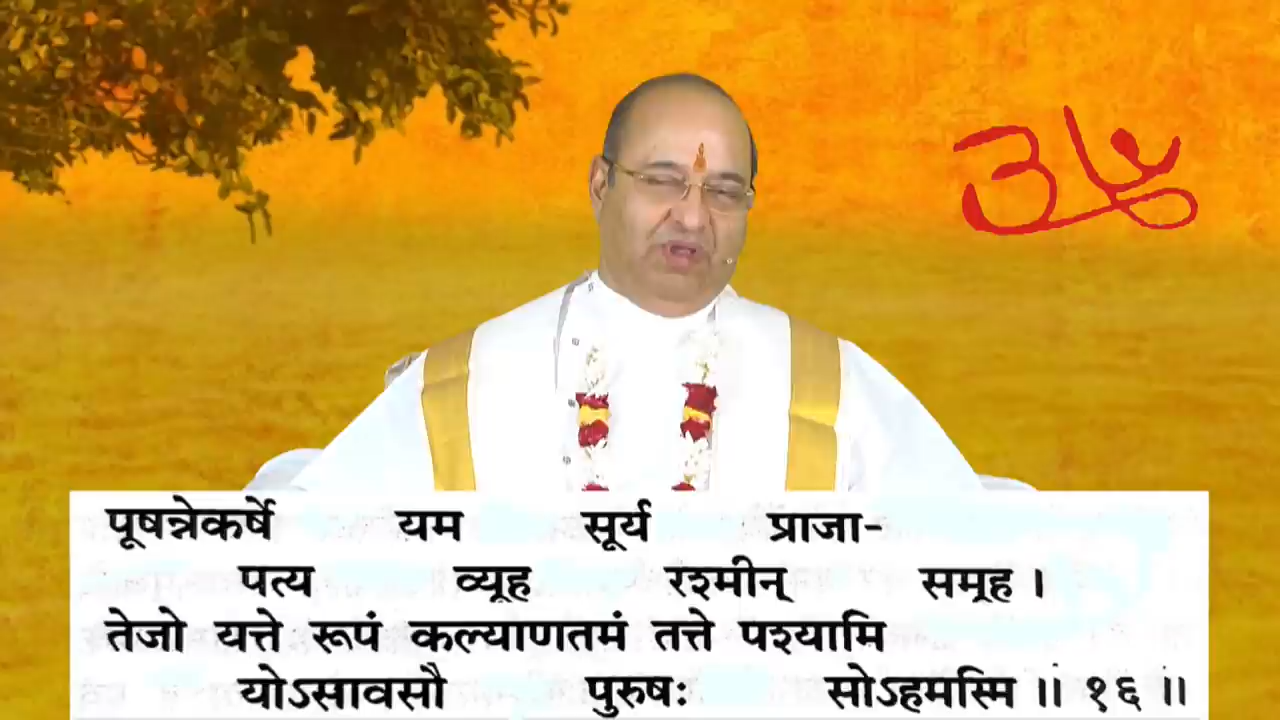 ॐ
पूषन्नेकर्षे यम सूर्य प्राजा-
पत्य व्यूह रश्मीन् समूह ।
तेजो यत्ते रूपं कल्याणतमं तत्ते पश्यामि
योऽसावसौ पुरुषः सोऽहमस्मि ॥ १६ ॥